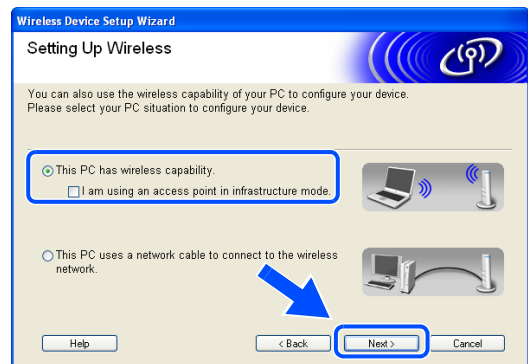 Wireless Device Setup Wizard
Setting Up Wireless
You can also use the wireless capability of your PC to configure your device.
Please select your PC situation to configure your device.
This PC has wireless capability.
I am using an access point in infrastructure mode.
This PC uses a network cable to connect to the wireless
network.
Help
< Back
Next >
Cancel